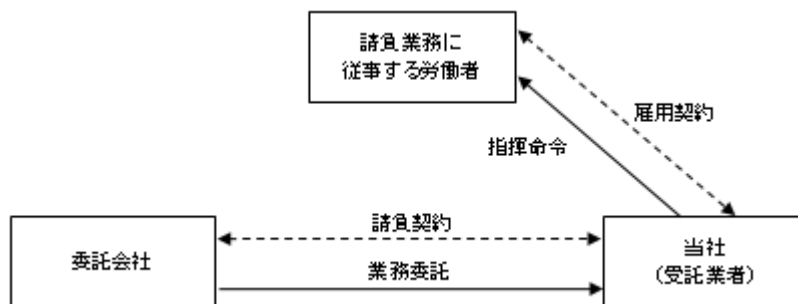 請負業務に
従事する労働者
雇用契約
指揮命令
請負契約
委託会社
業務委託
当社
（受託業者）